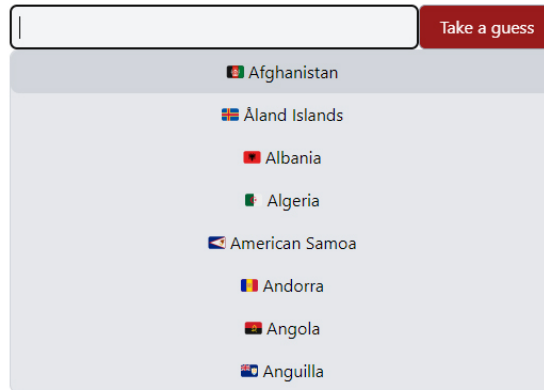 Take a guess
Afghanistan
Åland Islands
Albania
Algeria
American Samoa
Andorra
Angola
Anguilla